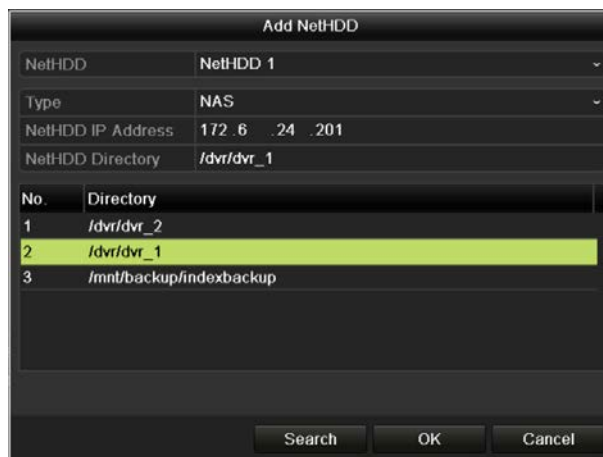 Add NetHDD
NetHDD NetHDD 1
Type NAS
NetHDD IP Address 172 .6 .24 .201
NetHDD Directory /dvr/dvr_1
No. Directory
1 /dvr/dvr_2
2 /dvr/dvr_1
3 /mnt/backup/indexbackup
Search OK Cancel